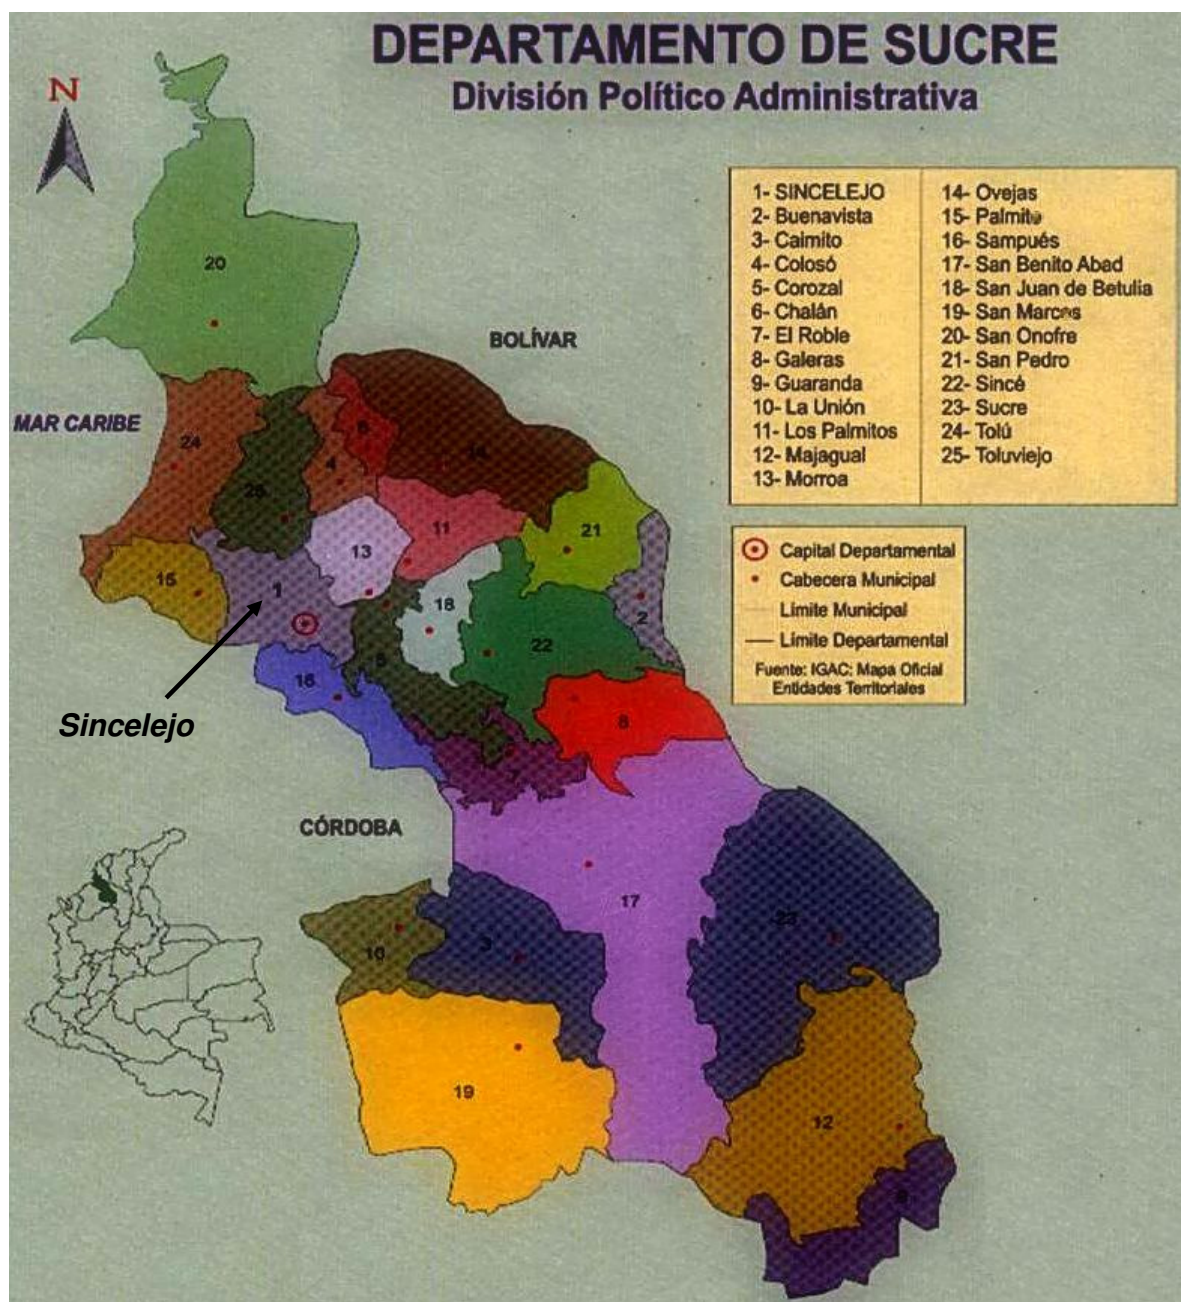 DEPARTAMENTO DE SUCRE
División Político Administrativa
N
1- SINCELEJO
2- Buenavista
3- Caimito
4- Colosó
5- Corozal
6- Chalán
7- El Roble
8- Galeras
9- Guaranda
10- La Unión
11- Los Palmitos
12- Majagual
13- Morroa
14- Ovejas
15- Palmito
16- Sampués
17- San Benito Abad
18- San Juan de Betulia
19- San Marcos
20- San Onofre
21- San Pedro
22- Sincé
23- Sucre
24- Tolú
25- Toluviejo
Capital Departamental
Cabecera Municipal
Límite Municipal
Límite Departamental
Fuente: IGAC: Mapa Oficial
Entidades Territoriales
20
BOLÍVAR
MAR CARIBE
24
6
4
14
25
11
21
13
15
1
18
2
22
5
16
Sincelejo
8
7
CÓRDOBA
17
23
3
10
19
12
9